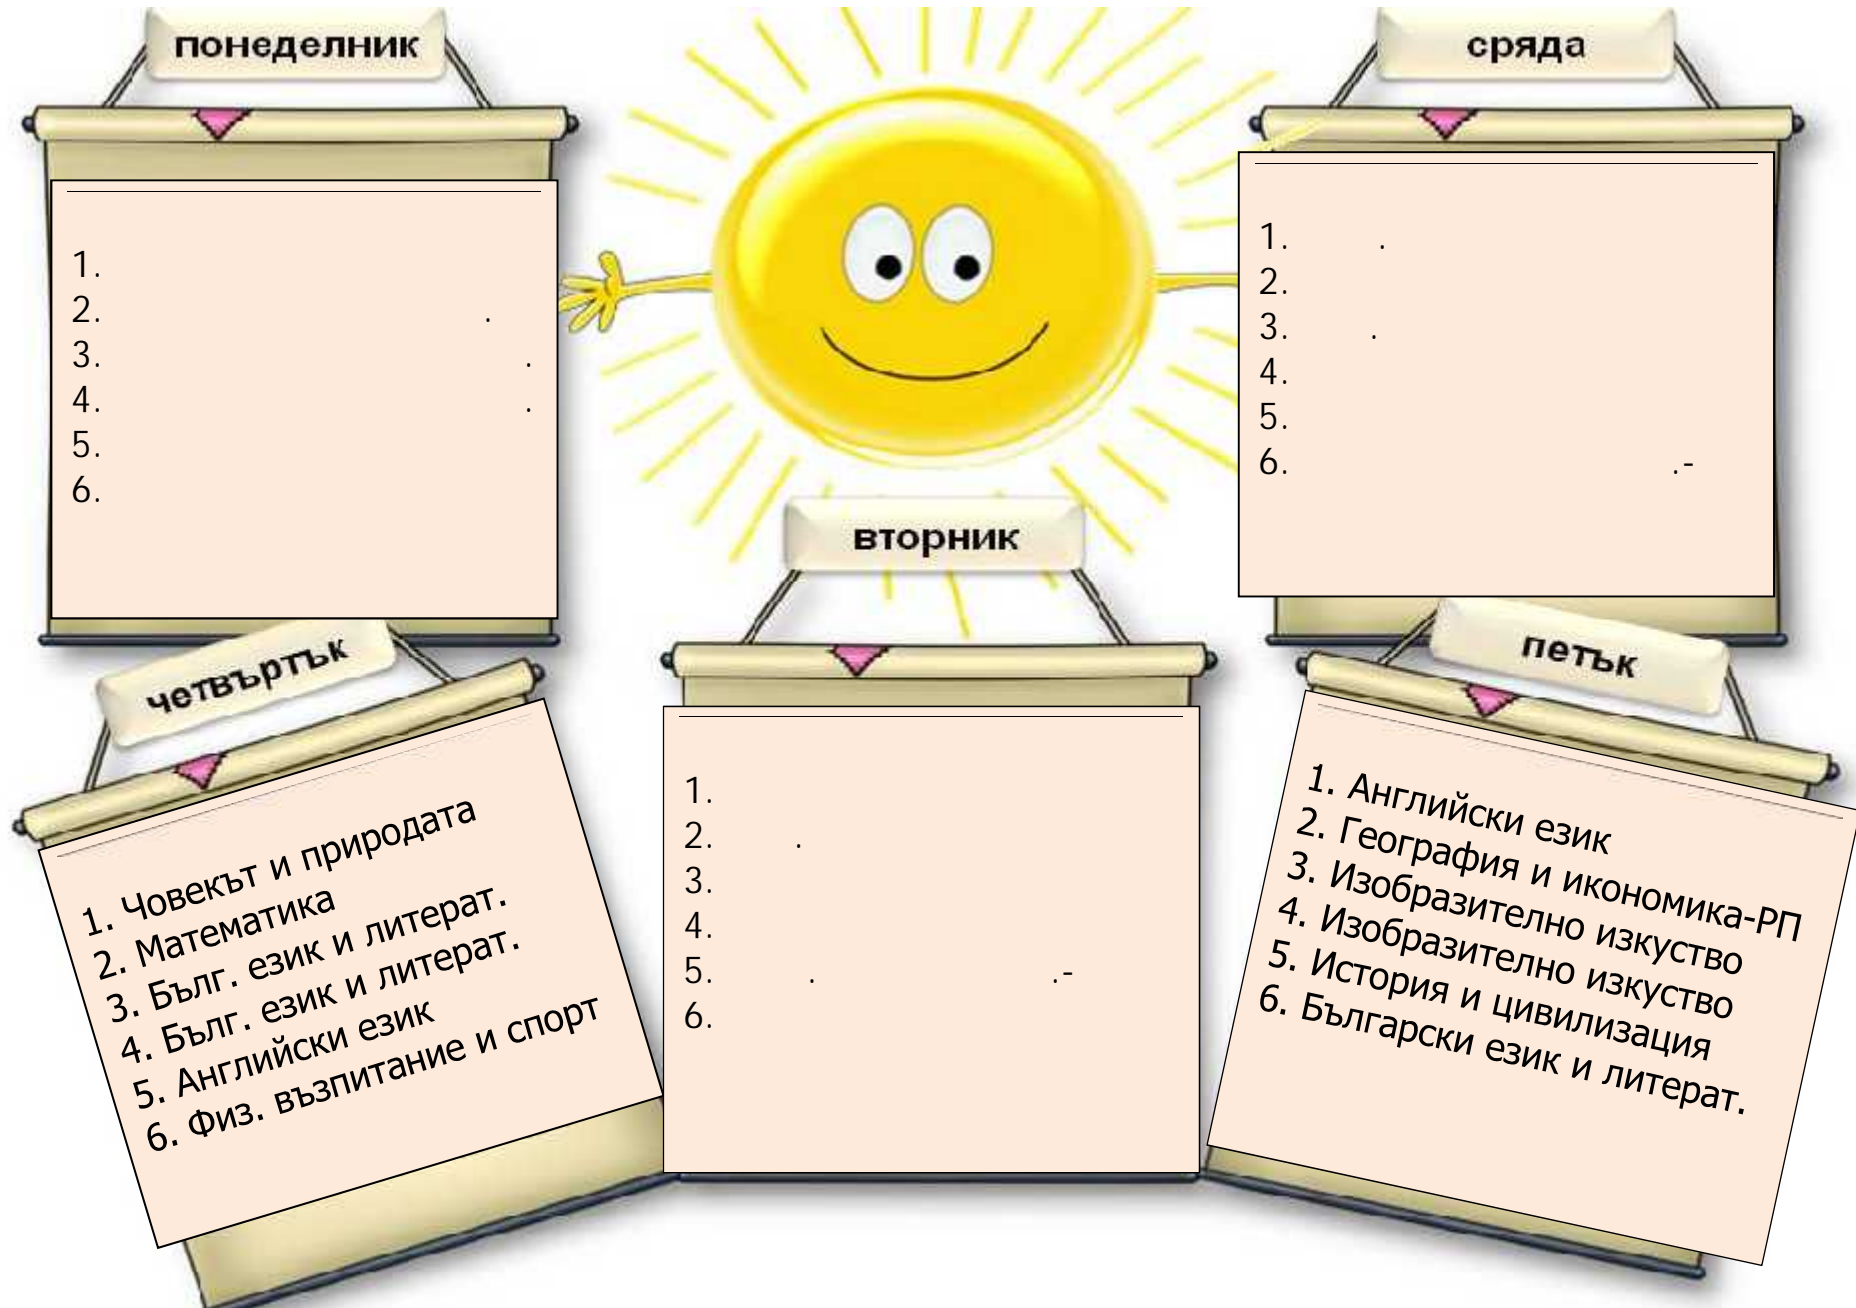 понеделник
1.
2. .
3. .
4. .
5.
6.
сряда
1. .
2.
3. .
4.
5.
6. .-
вторник
1.
2. .
3.
4.
5. . .-
6.
четвъртък
1. Човекът и природата
2. Математика
3. Бълг. език и литерат.
4. Бълг. език и литерат.
5. Английски език
6. Физ. възпитание и спорт
петък
1. Английски език
2. География и икономика-РП
3. Изобразително изкуство
4. Изобразително изкуство
5. История и цивилизация
6. Български език и литерат.